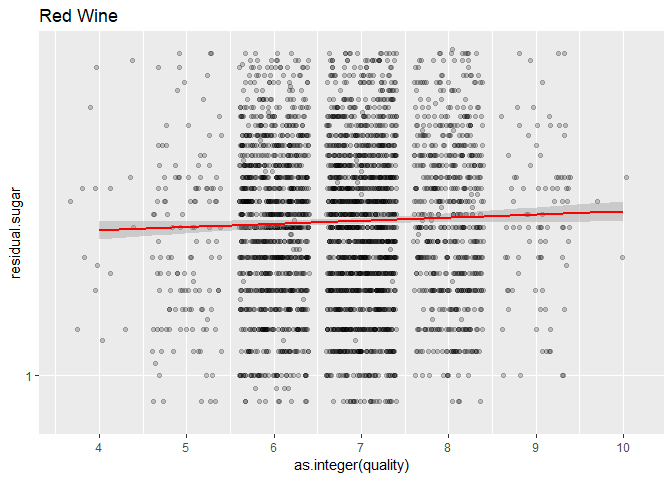 Red Wine
residual.sugar
1
4 5 6 7 8 9 10
as.integer(quality)